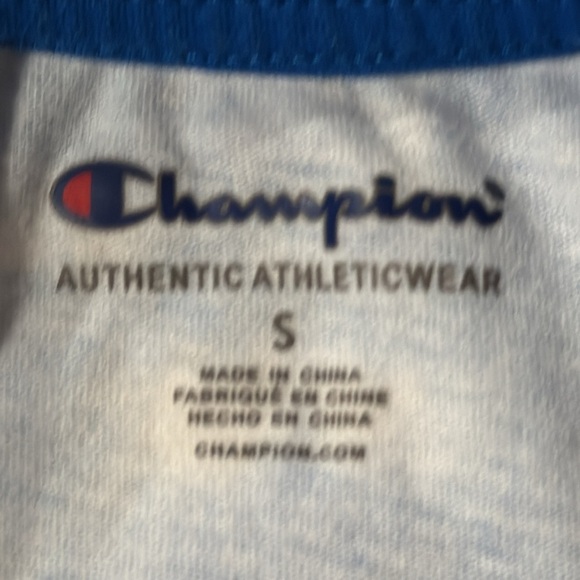 Champion
AUTHENTIC ATHLETICWEAR
S
MADE IN CHINA
FABRIQUÉ EN CHINE
HECHO EN CHINA
CHAMPION.COM